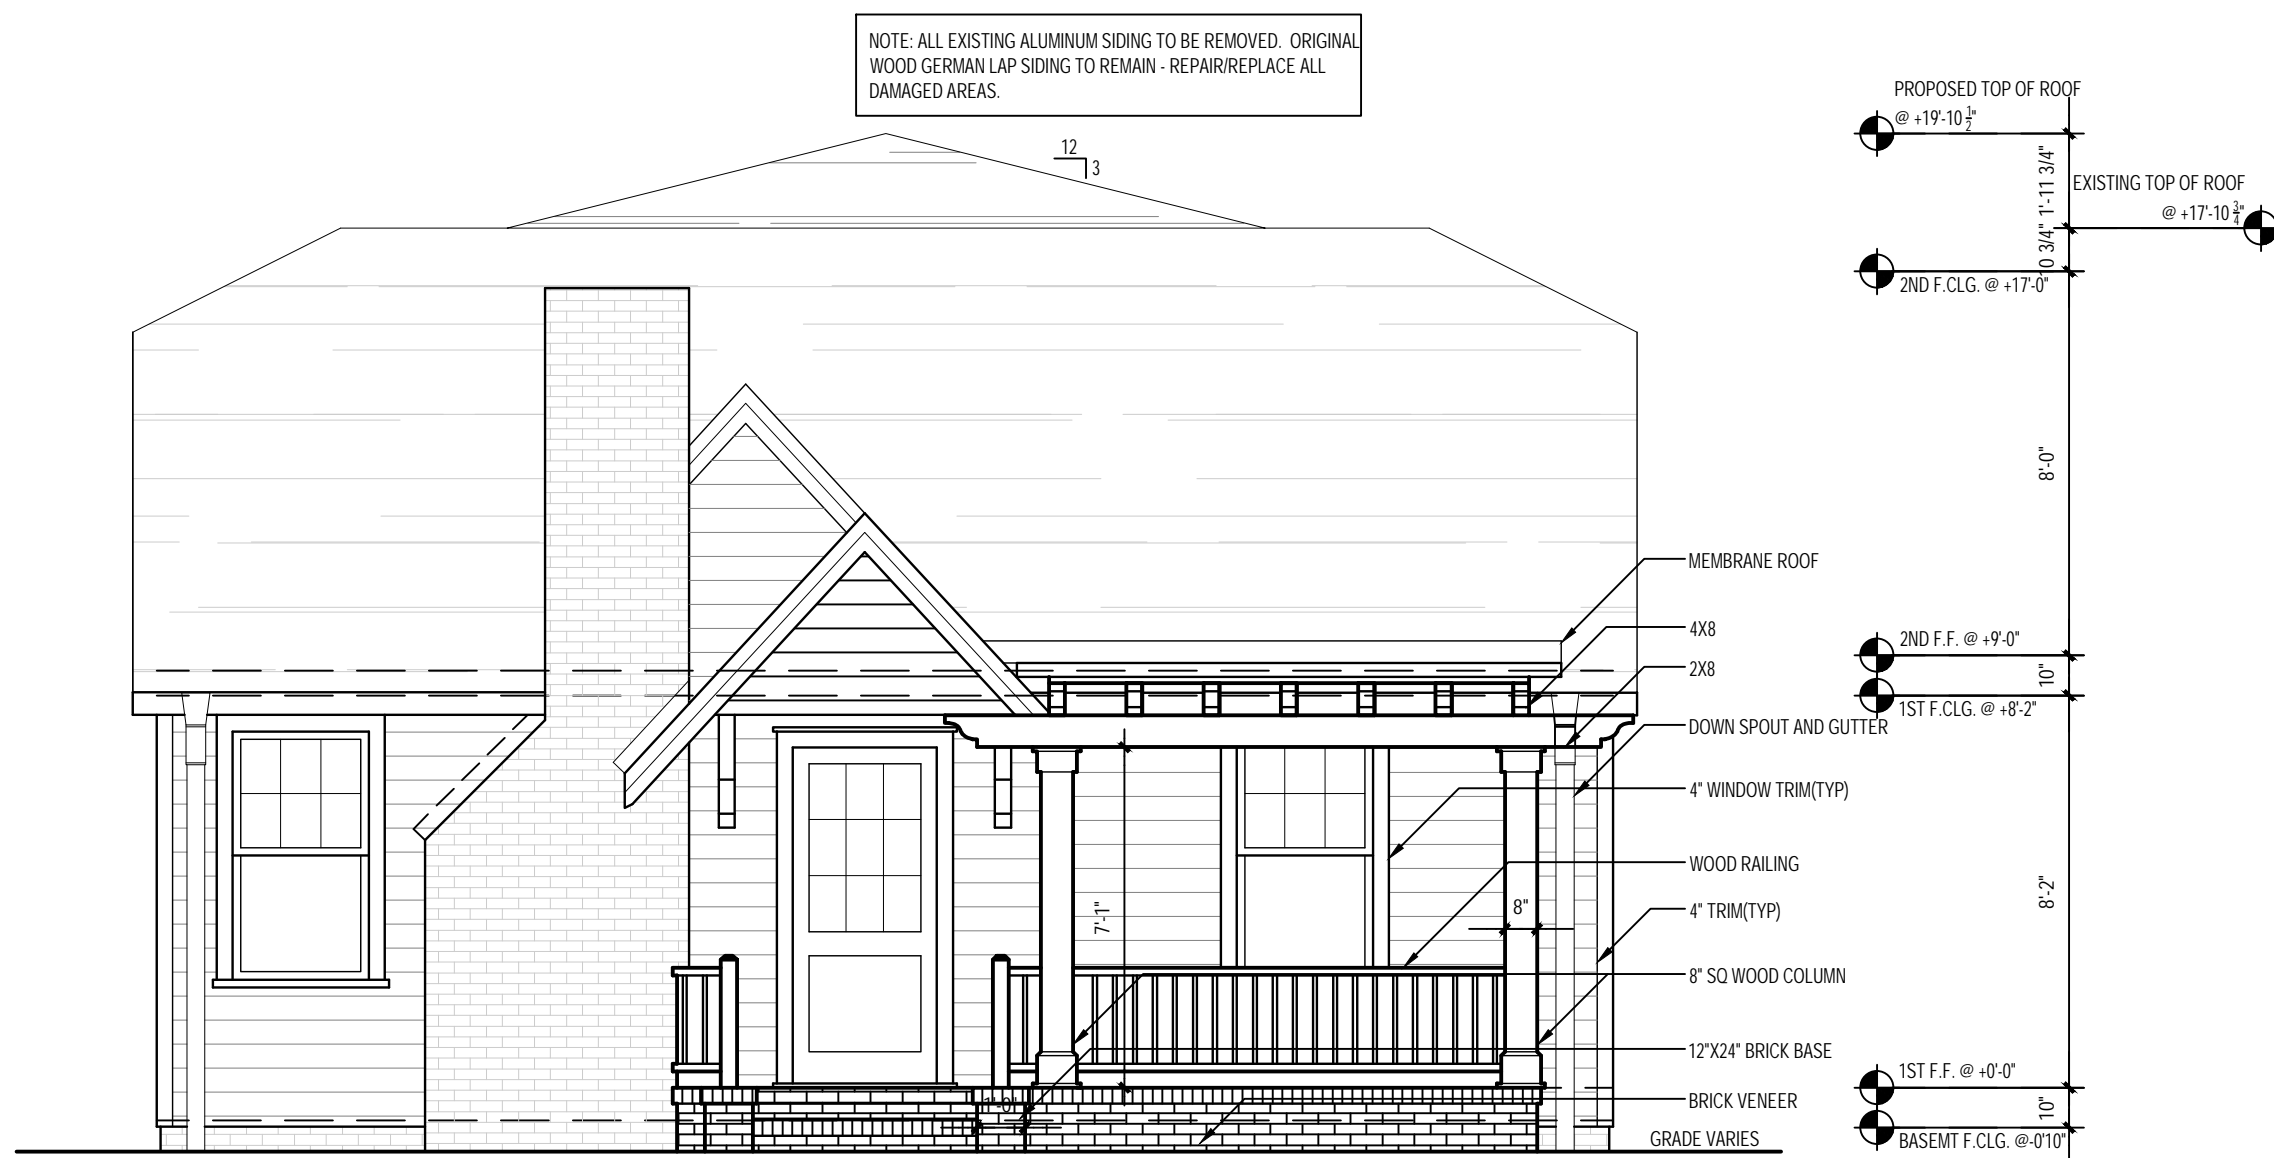 NOTE: ALL EXISTING ALUMINUM SIDING TO BE REMOVED. ORIGINAL
WOOD GERMAN LAP SIDING TO REMAIN - REPAIR/REPLACE ALL
DAMAGED AREAS.
12
3
PROPOSED TOP OF ROOF
@ +19'-10 1/2"
1'-11 3/4"
EXISTING TOP OF ROOF
@ +17'-10 3/4"
10 3/4"
2ND F.CLG. @ +17'-0"
8'-0"
MEMBRANE ROOF
4X8
2X8
2ND F.F. @ +9'-0"
10"
1ST F.CLG. @ +8'-2"
DOWN SPOUT AND GUTTER
4" WINDOW TRIM(TYP)
WOOD RAILING
8'-2"
7'-1"
8"
4" TRIM(TYP)
8" SQ WOOD COLUMN
12"X24" BRICK BASE
1ST F.F. @ +0'-0"
1'-0"
BRICK VENEER
10"
GRADE VARIES
BASEMT F.CLG. @-0'10"